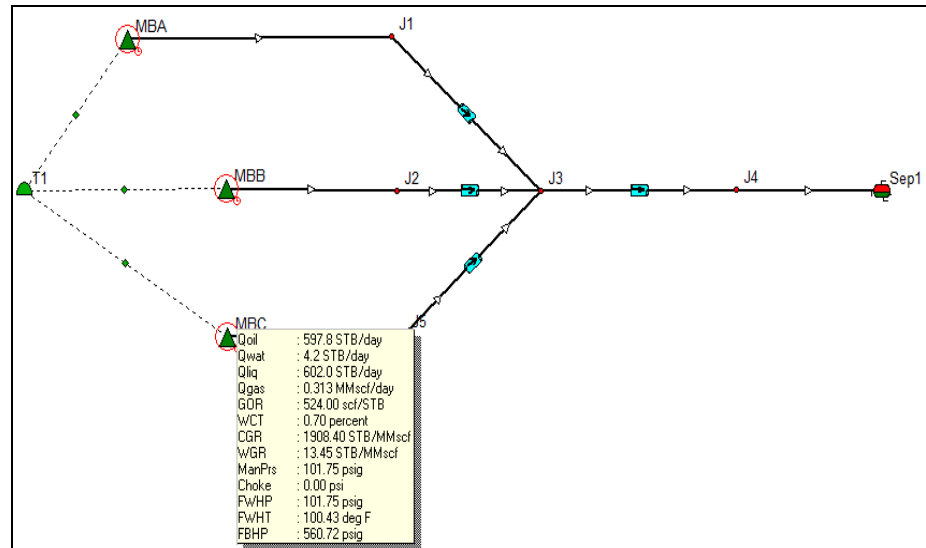 MBA
J1
T1
MBB
J2
J3
J4
Sep1
MBC
J5
Qoil : 597.8 STB/day
Qwat : 4.2 STB/day
Qliq : 602.0 STB/day
Qgas : 0.313 MMscf/day
GOR : 524.00 scf/STB
WCT : 0.70 percent
CGR : 1908.40 STB/MMscf
WGR : 13.45 STB/MMscf
ManPrs : 101.75 psig
Choke : 0.00 psi
FWHP : 101.75 psig
FWHT : 100.43 deg F
FBHP : 560.72 psig